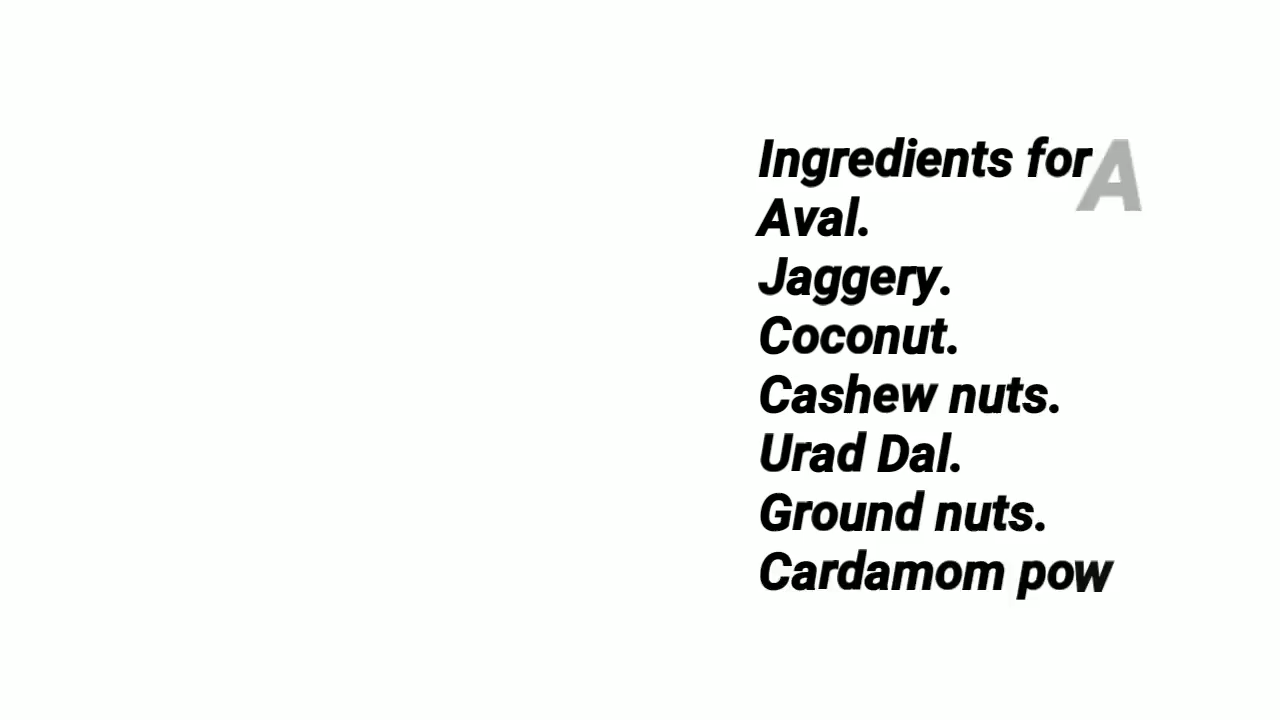 Ingredients for A
Aval.
Jaggery.
Coconut.
Cashew nuts.
Urad Dal.
Ground nuts.
Cardamom pow